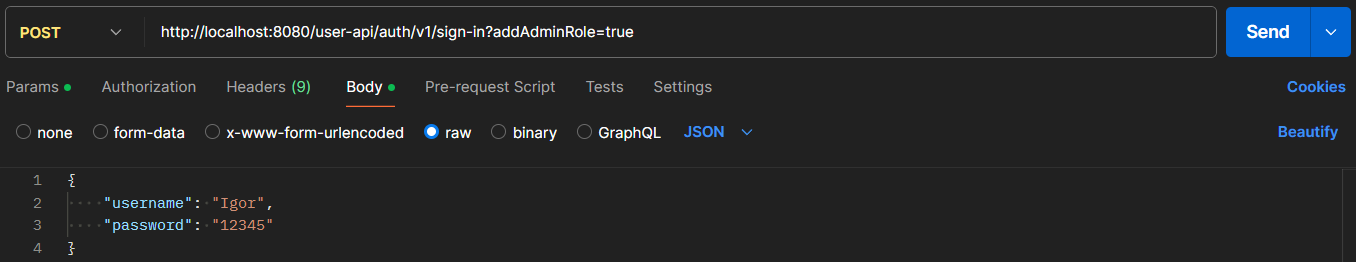 POST http://localhost:8080/user-api/auth/v1/sign-in?addAdminRole=true Send
Params Authorization Headers (9) Body Pre-request Script Tests Settings Cookies
none form-data x-www-form-urlencoded raw binary GraphQL JSON Beautify
1 {
2 "username": "Igor",
3 "password": "12345"
4 }